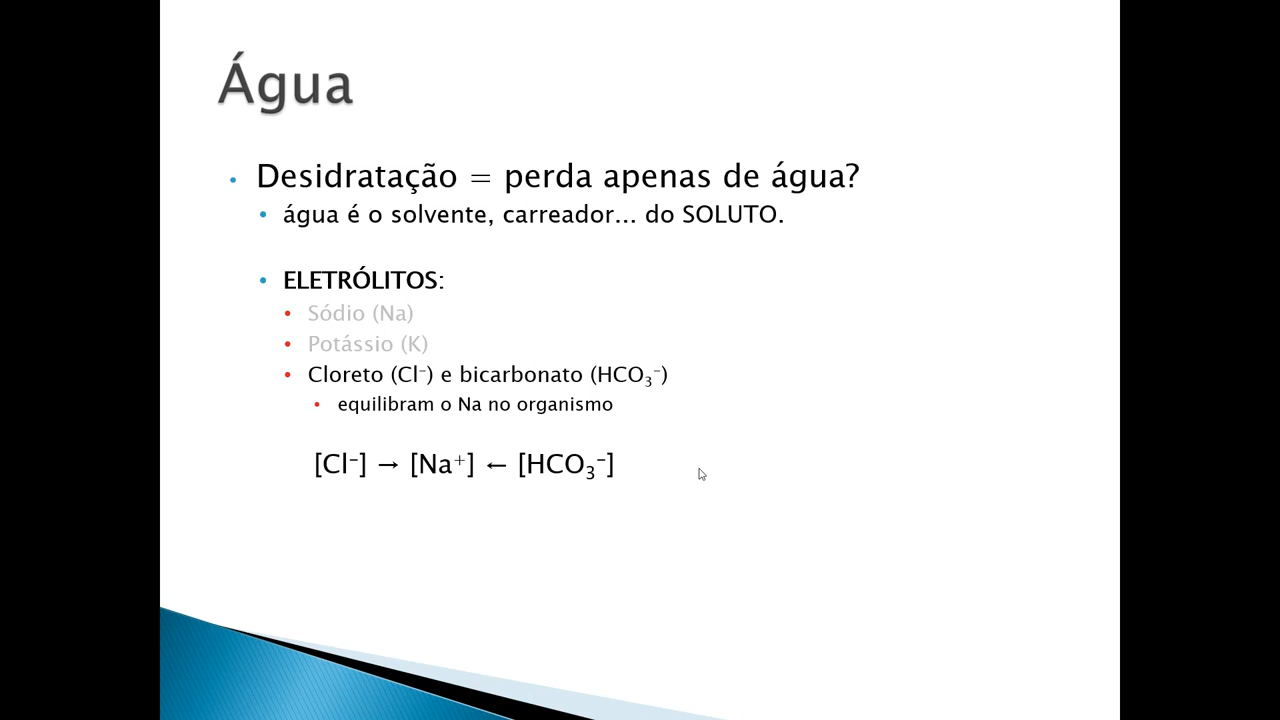 Água
• Desidratação = perda apenas de água?
• água é o solvente, carreador... do SOLUTO.
• ELETRÓLITOS:
• Sódio (Na)
• Potássio (K)
• Cloreto (Cl⁻) e bicarbonato (HCO₃⁻)
• equilibram o Na no organismo
[Cl⁻] → [Na⁺] ← [HCO₃⁻]